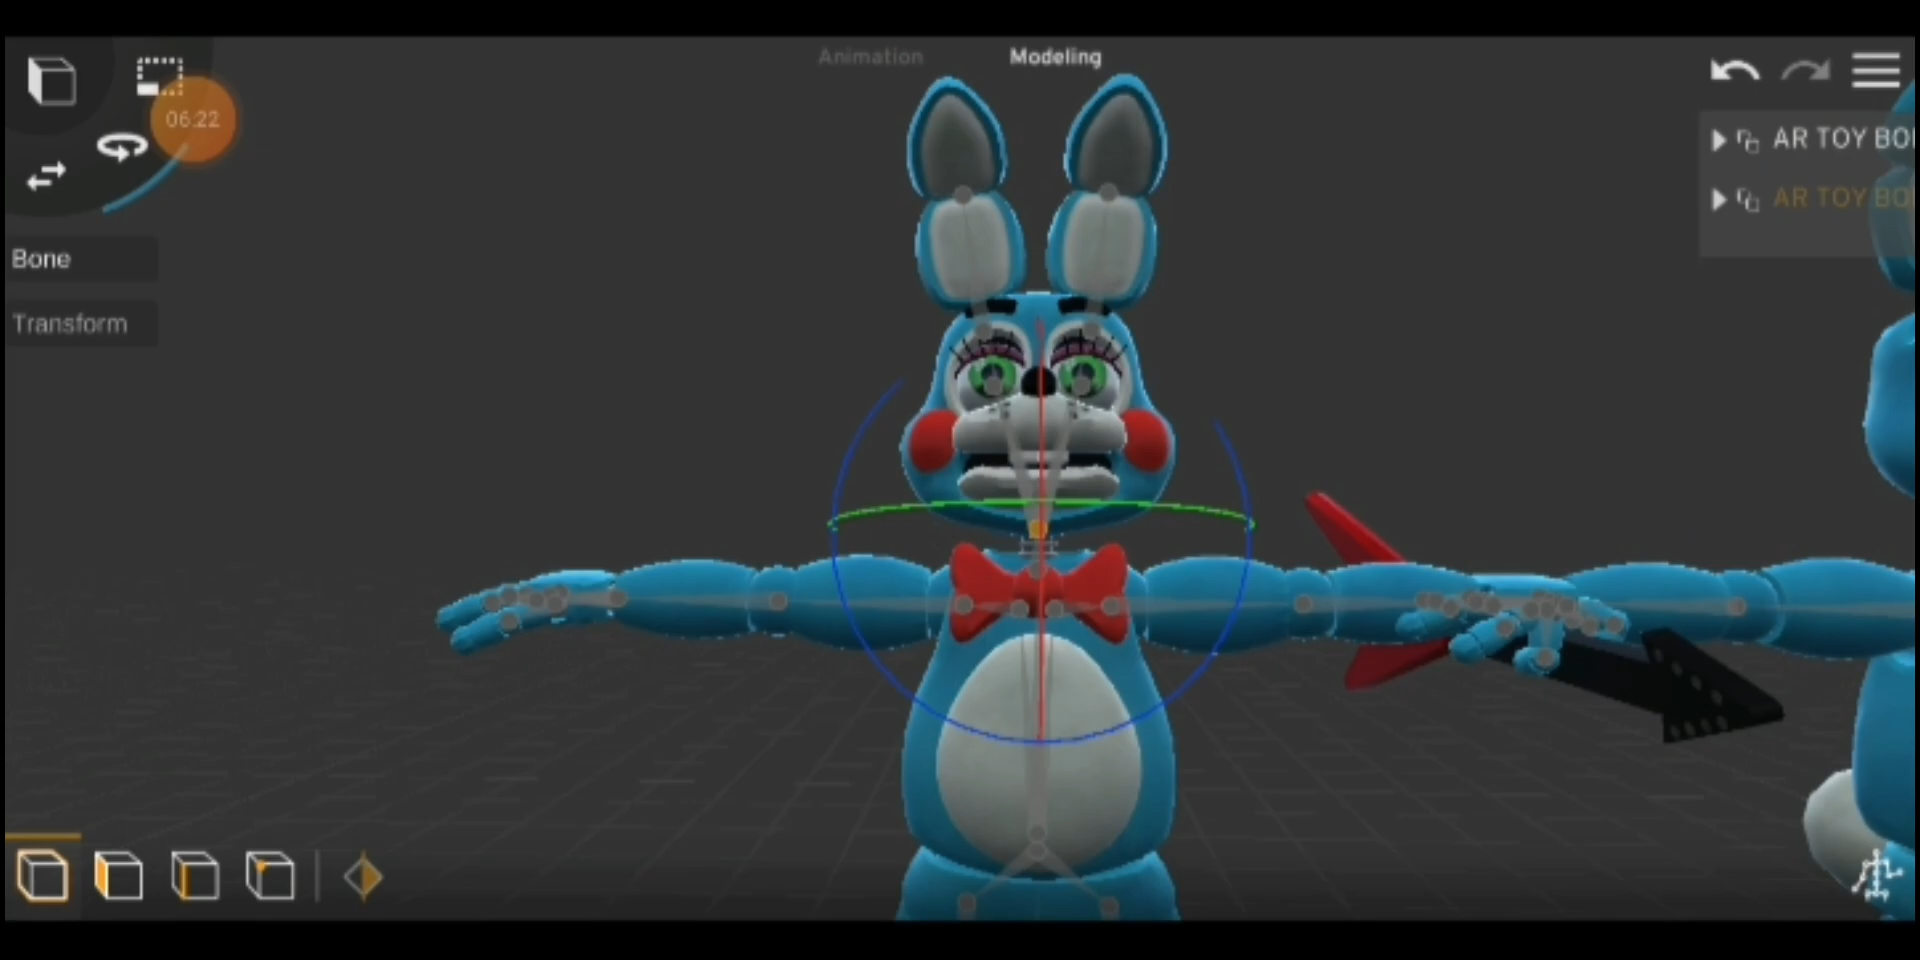 Animation Modeling
06:22
AR TOY BO
AR TOY BO
Bone
Transform